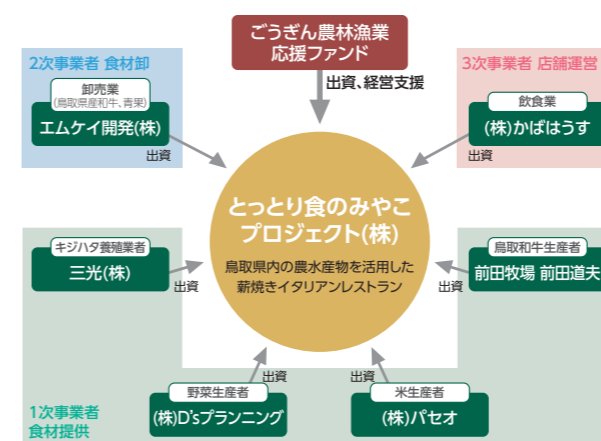 ごうぎん農林漁業
応援ファンド
出資、経営支援
2次事業者 食材卸
卸売業
(鳥取県産和牛、青果)
エムケイ開発(株)
出資
3次事業者 店舗運営
飲食業
(株)かばはうす
出資
とっとり食のみやこ
プロジェクト(株)
鳥取県内の農水産物を活用した
薪焼きイタリアンレストラン
キジハタ養殖業者
三光(株)
出資
鳥取和牛生産者
前田牧場 前田道夫
出資
野菜生産者
(株)D'sプランニング
出資
米生産者
(株)パセオ
出資
1次事業者
食材提供